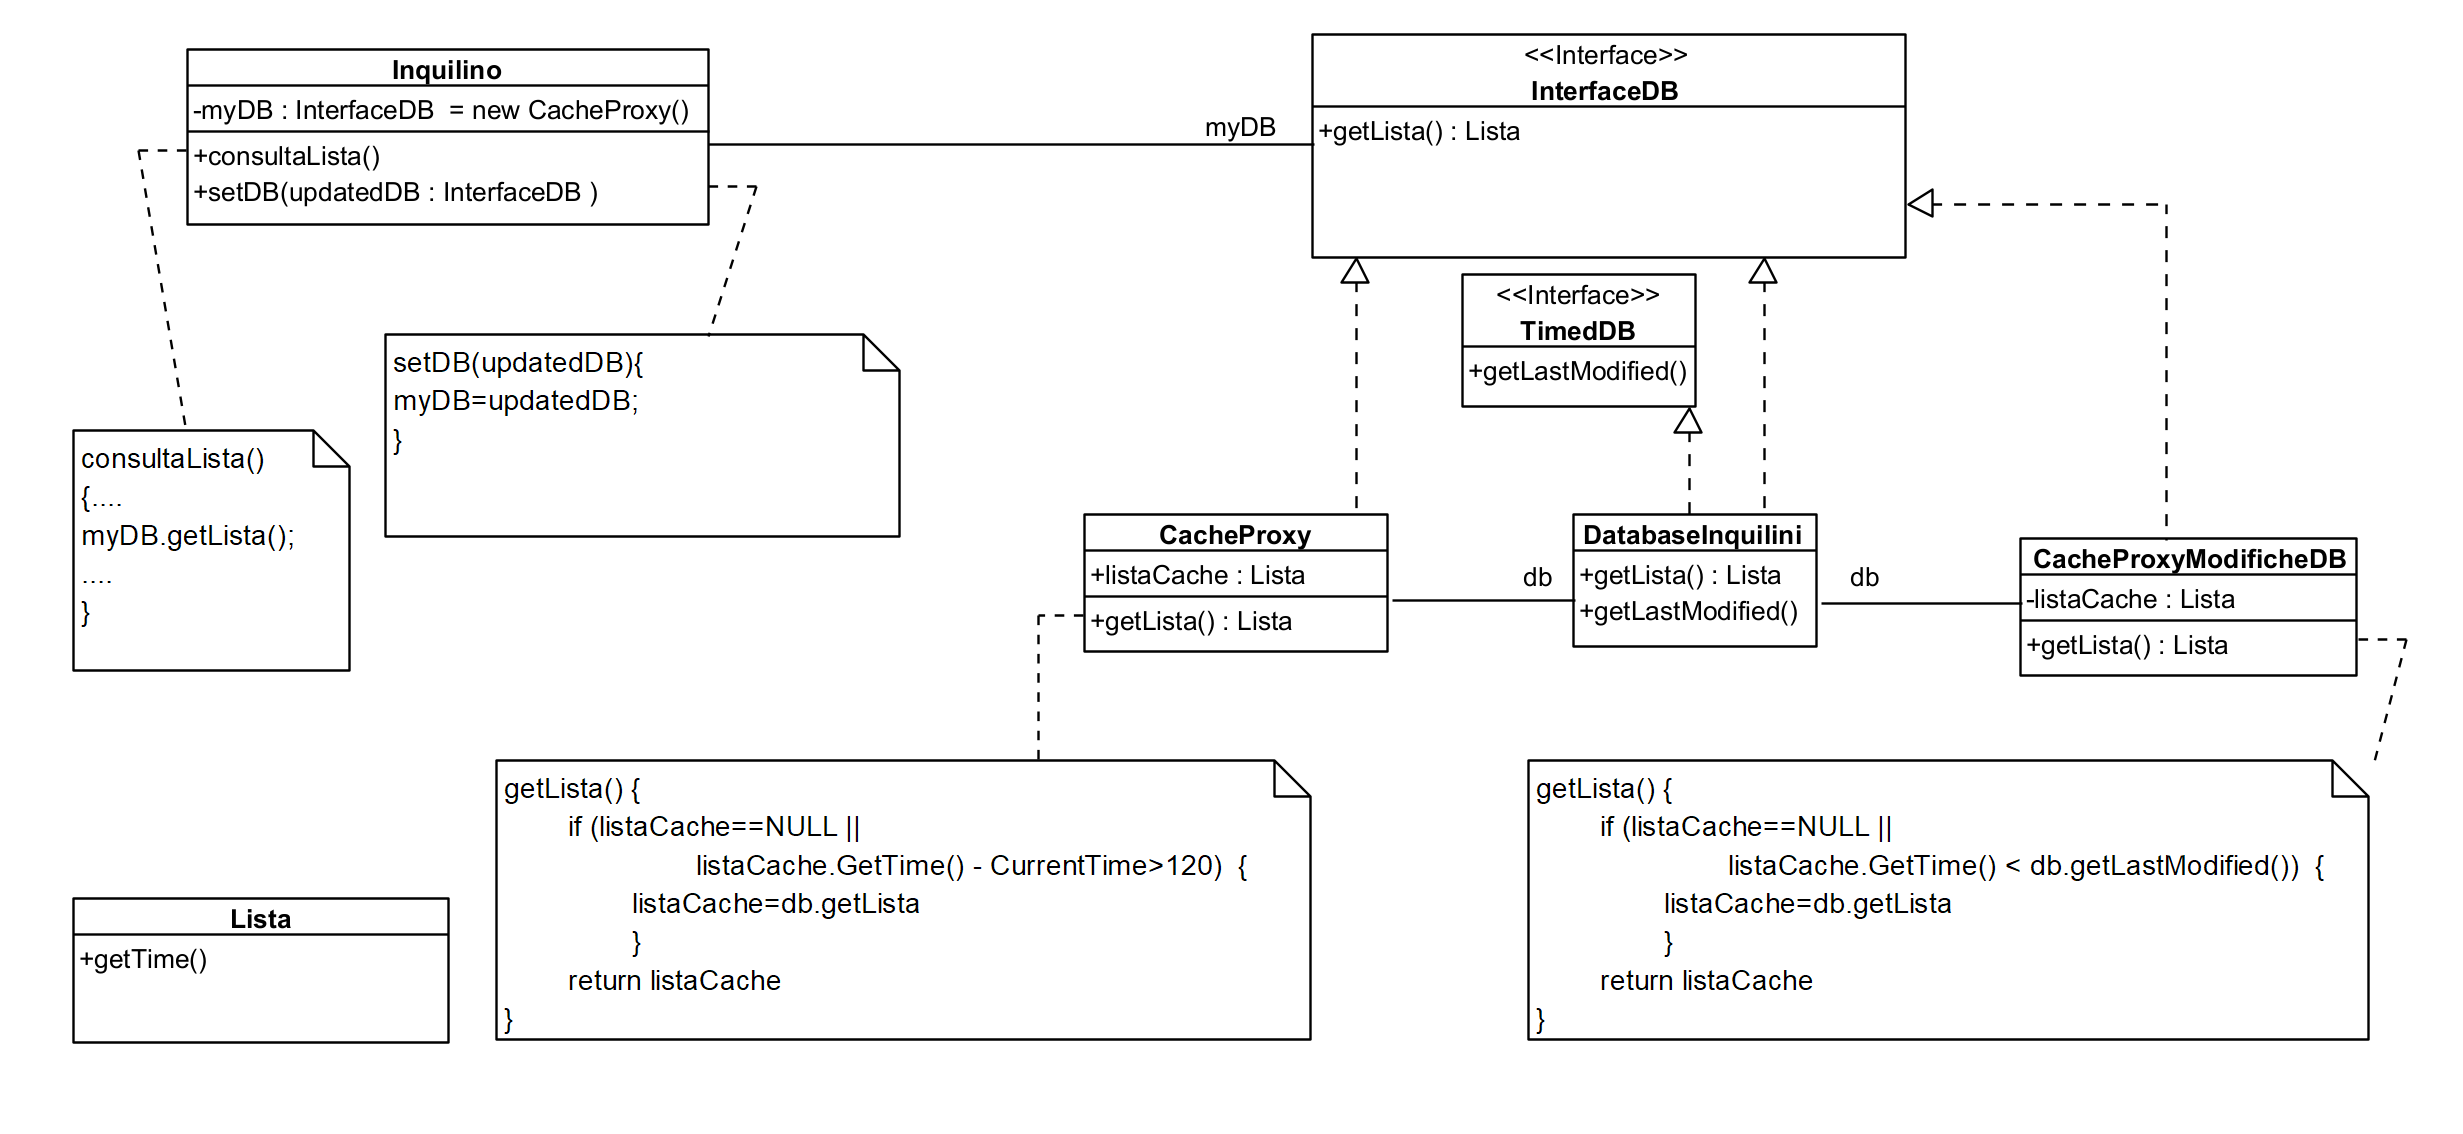 Inquilino
-myDB : InterfaceDB  = new CacheProxy()
+consultaLista()
+setDB(updatedDB : InterfaceDB )
myDB
<<Interface>>
InterfaceDB
+getLista() : Lista
<<Interface>>
TimedDB
+getLastModified()
setDB(updatedDB){
myDB=updatedDB;
}
consultaLista()
{....
myDB.getLista();
....
}
CacheProxy
+listaCache : Lista
+getLista() : Lista
db
DatabaseInquilini
+getLista() : Lista
+getLastModified()
db
CacheProxyModificheDB
-listaCache : Lista
+getLista() : Lista
getLista() {
if (listaCache==NULL ||
listaCache.GetTime() - CurrentTime>120)  {
listaCache=db.getLista
}
return listaCache
}
getLista() {
if (listaCache==NULL ||
listaCache.GetTime() < db.getLastModified())  {
listaCache=db.getLista
}
return listaCache
}
Lista
+getTime()